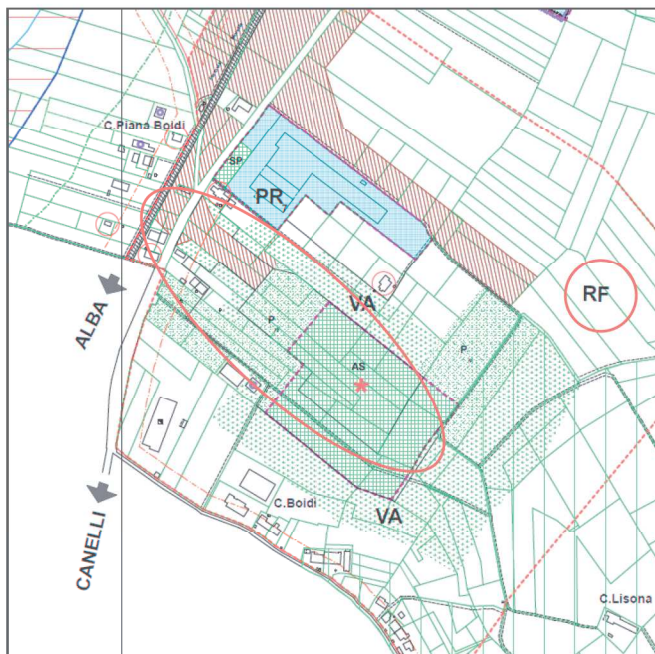 C.Piana Boidi
SP
PR
RF
ALBA
VA
P
P
AS
C.Boidi
VA
CANELLI
C.Lisona